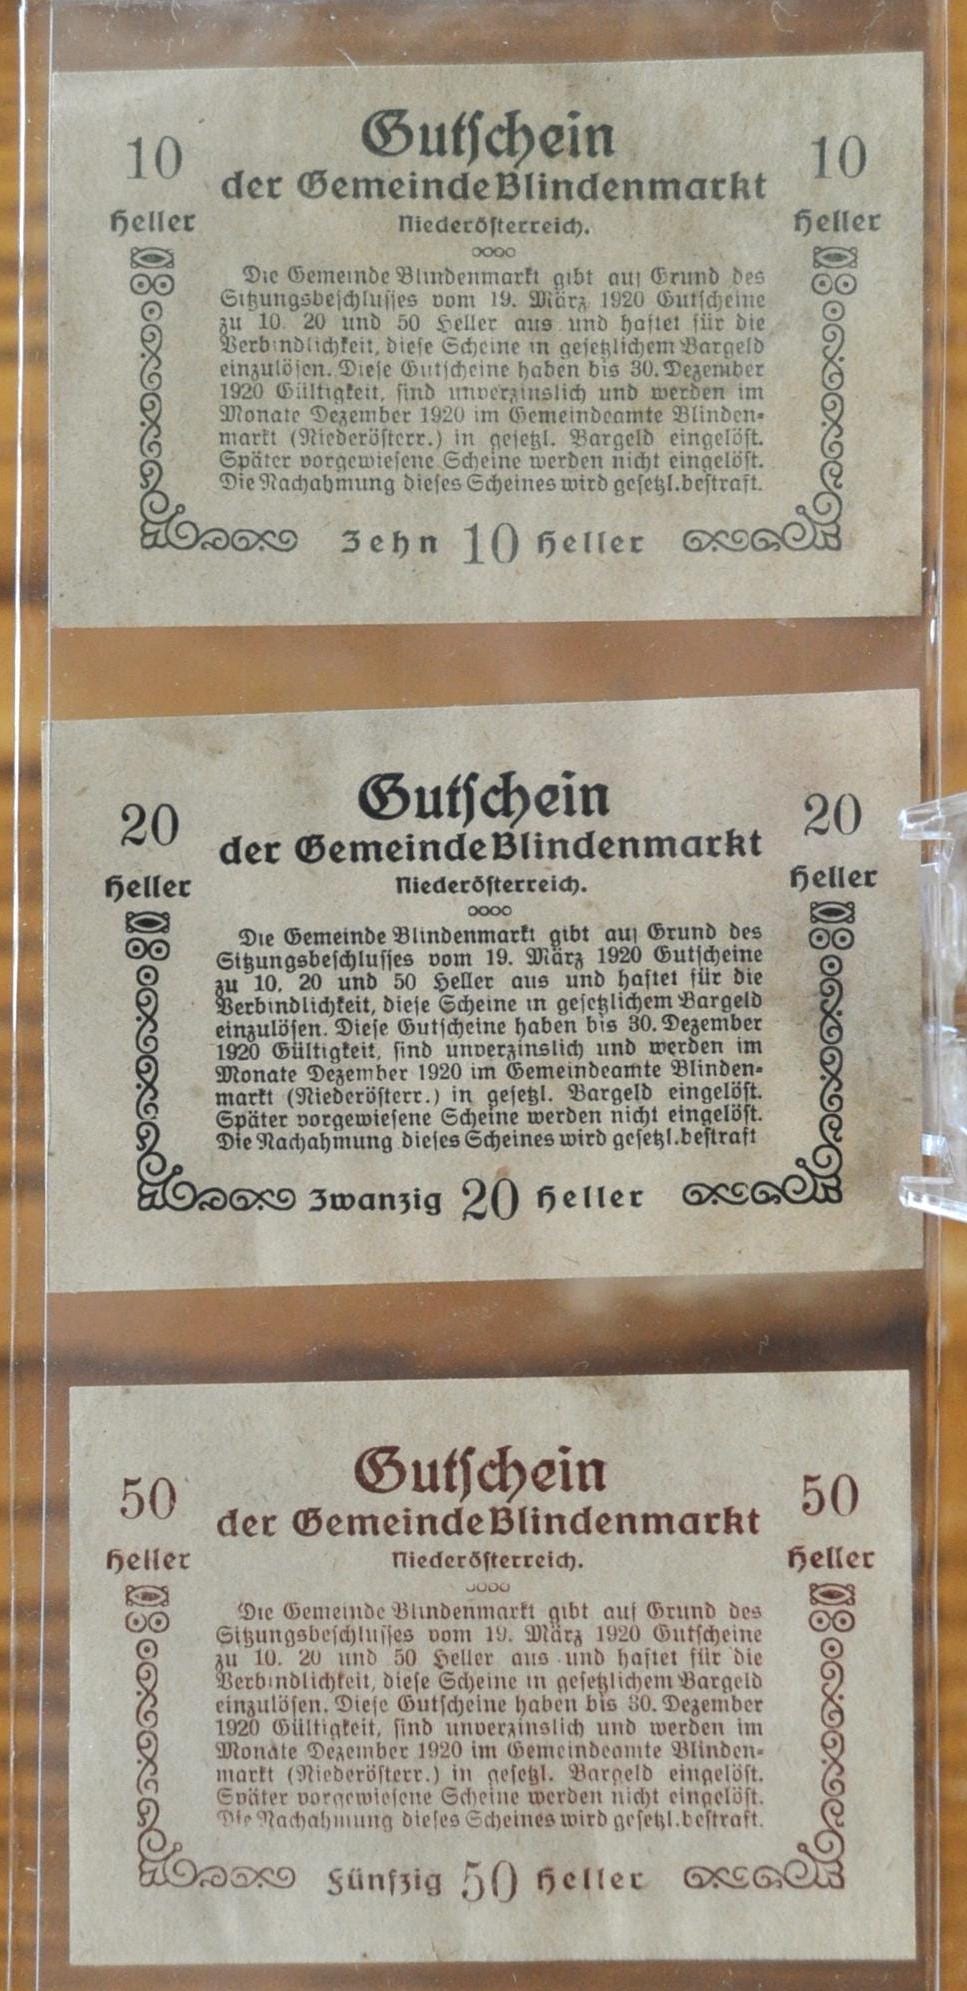 Gutschein
10 10
der Gemeinde Blindenmarkt
Heller Heller
Niederösterreich.
Die Gemeinde Blindenmarkt gibt auf Grund des
Sitzungsbeschlusses vom 19. März 1920 Gutscheine
zu 10. 20 und 50 Heller aus und haftet für die
Verbindlichkeit, diese Scheine in gesetzlichem Bargeld
einzulösen. Diese Gutscheine haben bis 30. Dezember
1920 Gültigkeit, sind unverzinslich und werden im
Monate Dezember 1920 im Gemeindeamte Blinden-
markt (Niederösterr.) in gesetzl. Bargeld eingelöst.
Später vorgewiesene Scheine werden nicht eingelöst.
Die Nachahmung dieses Scheines wird gesetzl. bestraft.
Zehn 10 Heller
Gutschein
20 20
der Gemeinde Blindenmarkt
Heller Heller
Niederösterreich.
Die Gemeinde Blindenmarkt gibt auf Grund des
Sitzungsbeschlusses vom 19. März 1920 Gutscheine
zu 10. 20 und 50 Heller aus und haftet für die
Verbindlichkeit, diese Scheine in gesetzlichem Bargeld
einzulösen. Diese Gutscheine haben bis 30. Dezember
1920 Gültigkeit, sind unverzinslich und werden im
Monate Dezember 1920 im Gemeindeamte Blinden-
markt (Niederösterr.) in gesetzl. Bargeld eingelöst.
Später vorgewiesene Scheine werden nicht eingelöst.
Die Nachahmung dieses Scheines wird gesetzl. bestraft
Zwanzig 20 Heller
Gutschein
50 50
der Gemeinde Blindenmarkt
Heller Heller
Niederösterreich.
Die Gemeinde Blindenmarkt gibt auf Grund des
Sitzungsbeschlusses vom 19. März 1920 Gutscheine
zu 10. 20 und 50 Heller aus und haftet für die
Verbindlichkeit, diese Scheine in gesetzlichem Bargeld
einzulösen. Diese Gutscheine haben bis 30. Dezember
1920 Gültigkeit, sind unverzinslich und werden im
Monate Dezember 1920 im Gemeindeamte Blinden-
markt (Niederösterr.) in gesetzl. Bargeld eingelöst.
Später vorgewiesene Scheine werden nicht eingelöst.
Die Nachahmung dieses Scheines wird gesetzl. bestraft.
Fünfzig 50 Heller